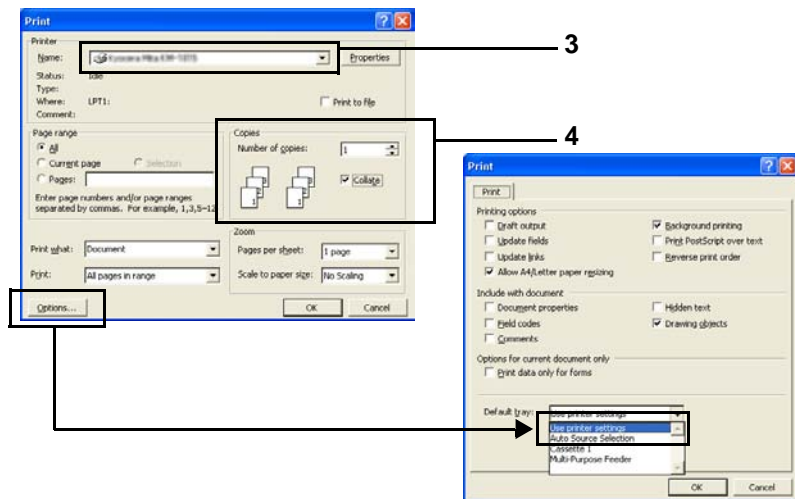 Print
Printer
Name:
Properties
Status: Idle
Type:
Where: LPT1:
Comment:
Print to file
Page range
All
Current page
Selection
Pages:
Enter page numbers and/or page ranges
separated by commas. For example, 1,3,5-12
Copies
Number of copies: 1
Collate
Print what: Document
Print: All pages in range
Zoom
Pages per sheet: 1 page
Scale to paper size: No Scaling
Options...
OK
Cancel
3
4
Print
Print
Printing options
Draft output
Update fields
Update links
Allow A4/Letter paper resizing
Background printing
Print PostScript over text
Reverse print order
Include with document
Document properties
Field codes
Comments
Hidden text
Drawing objects
Options for current document only
Print data only for forms
Default tray: Use printer settings
Use printer settings
Auto Source Selection
Cassette 1
Multi-Purpose Feeder
OK
Cancel